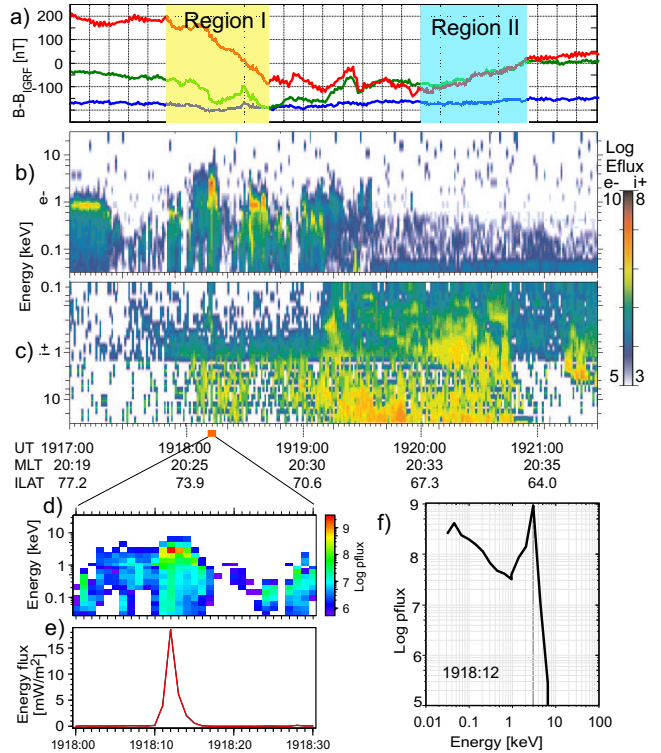 a)
Region I
Region II
B-B|GRF [nT]
200
100
0
-100
b)
Log
Eflux
e-
i+
10
8
5
3
e-
Energy [keV]
10
1
0.1
c)
+
0.1
1
10
UT 1917:00 1918:00 1919:00 1920:00 1921:00
MLT 20:19 20:25 20:30 20:33 20:35
ILAT 77.2 73.9 70.6 67.3 64.0
d)
Energy [keV]
10
1
0.1
Log pflux
9
8
7
6
e)
Energy flux
[mW/m2]
15
10
5
0
1918:00 1918:10 1918:20 1918:30
f)
Log pflux
9
8
7
6
5
1918:12
0.01 0.1 1 10 100
Energy [keV]